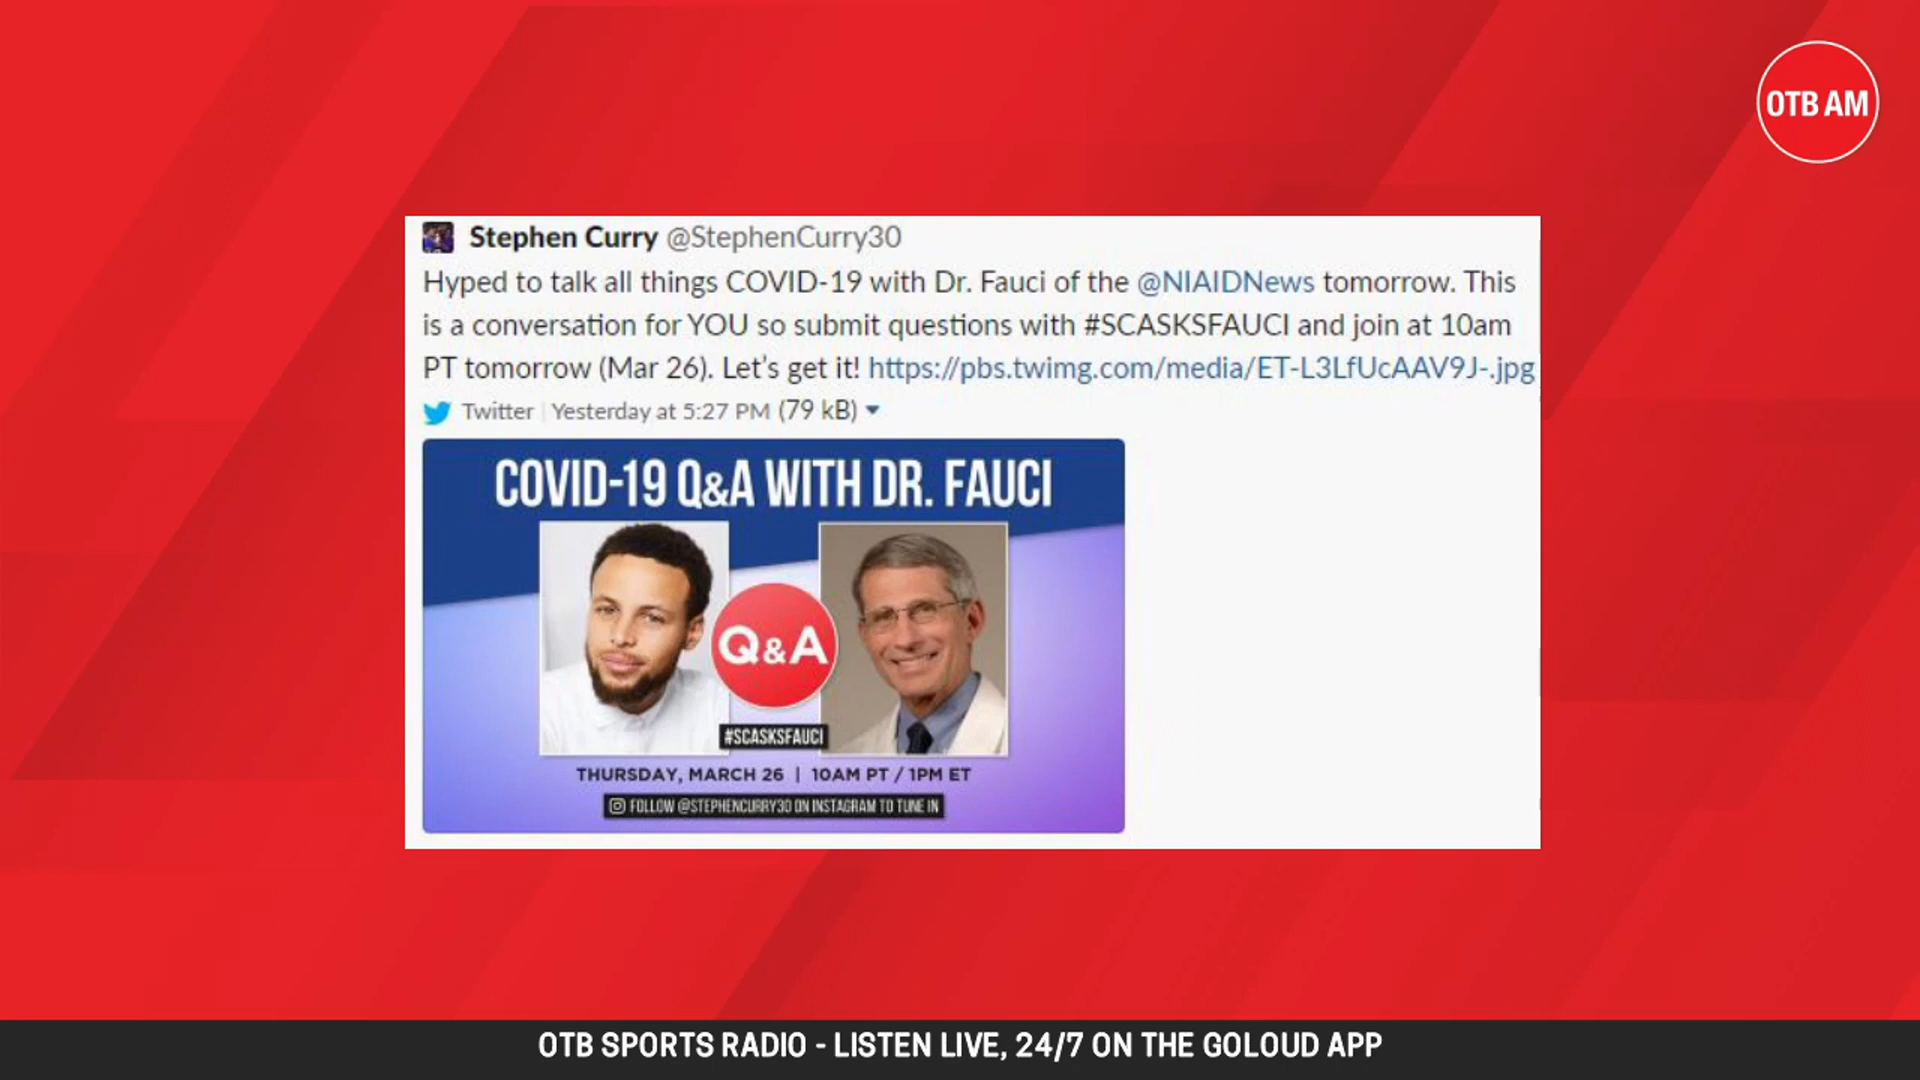 OTB AM
Stephen Curry @StephenCurry30
Hyped to talk all things COVID-19 with Dr. Fauci of the @NIAIDNews tomorrow. This
is a conversation for YOU so submit questions with #SCASKSFAUCI and join at 10am
PT tomorrow (Mar 26). Let's get it! https://pbs.twimg.com/media/ET-L3LfUcAAV9J-.jpg
Twitter | Yesterday at 5:27 PM (79 kB)
COVID-19 Q&A WITH DR. FAUCI
Q&A
#SCASKSFAUCI
THURSDAY, MARCH 26 | 10AM PT / 1PM ET
FOLLOW @STEPHENCURRY30 ON INSTAGRAM TO TUNE IN
OTB SPORTS RADIO - LISTEN LIVE, 24/7 ON THE GOLOUD APP